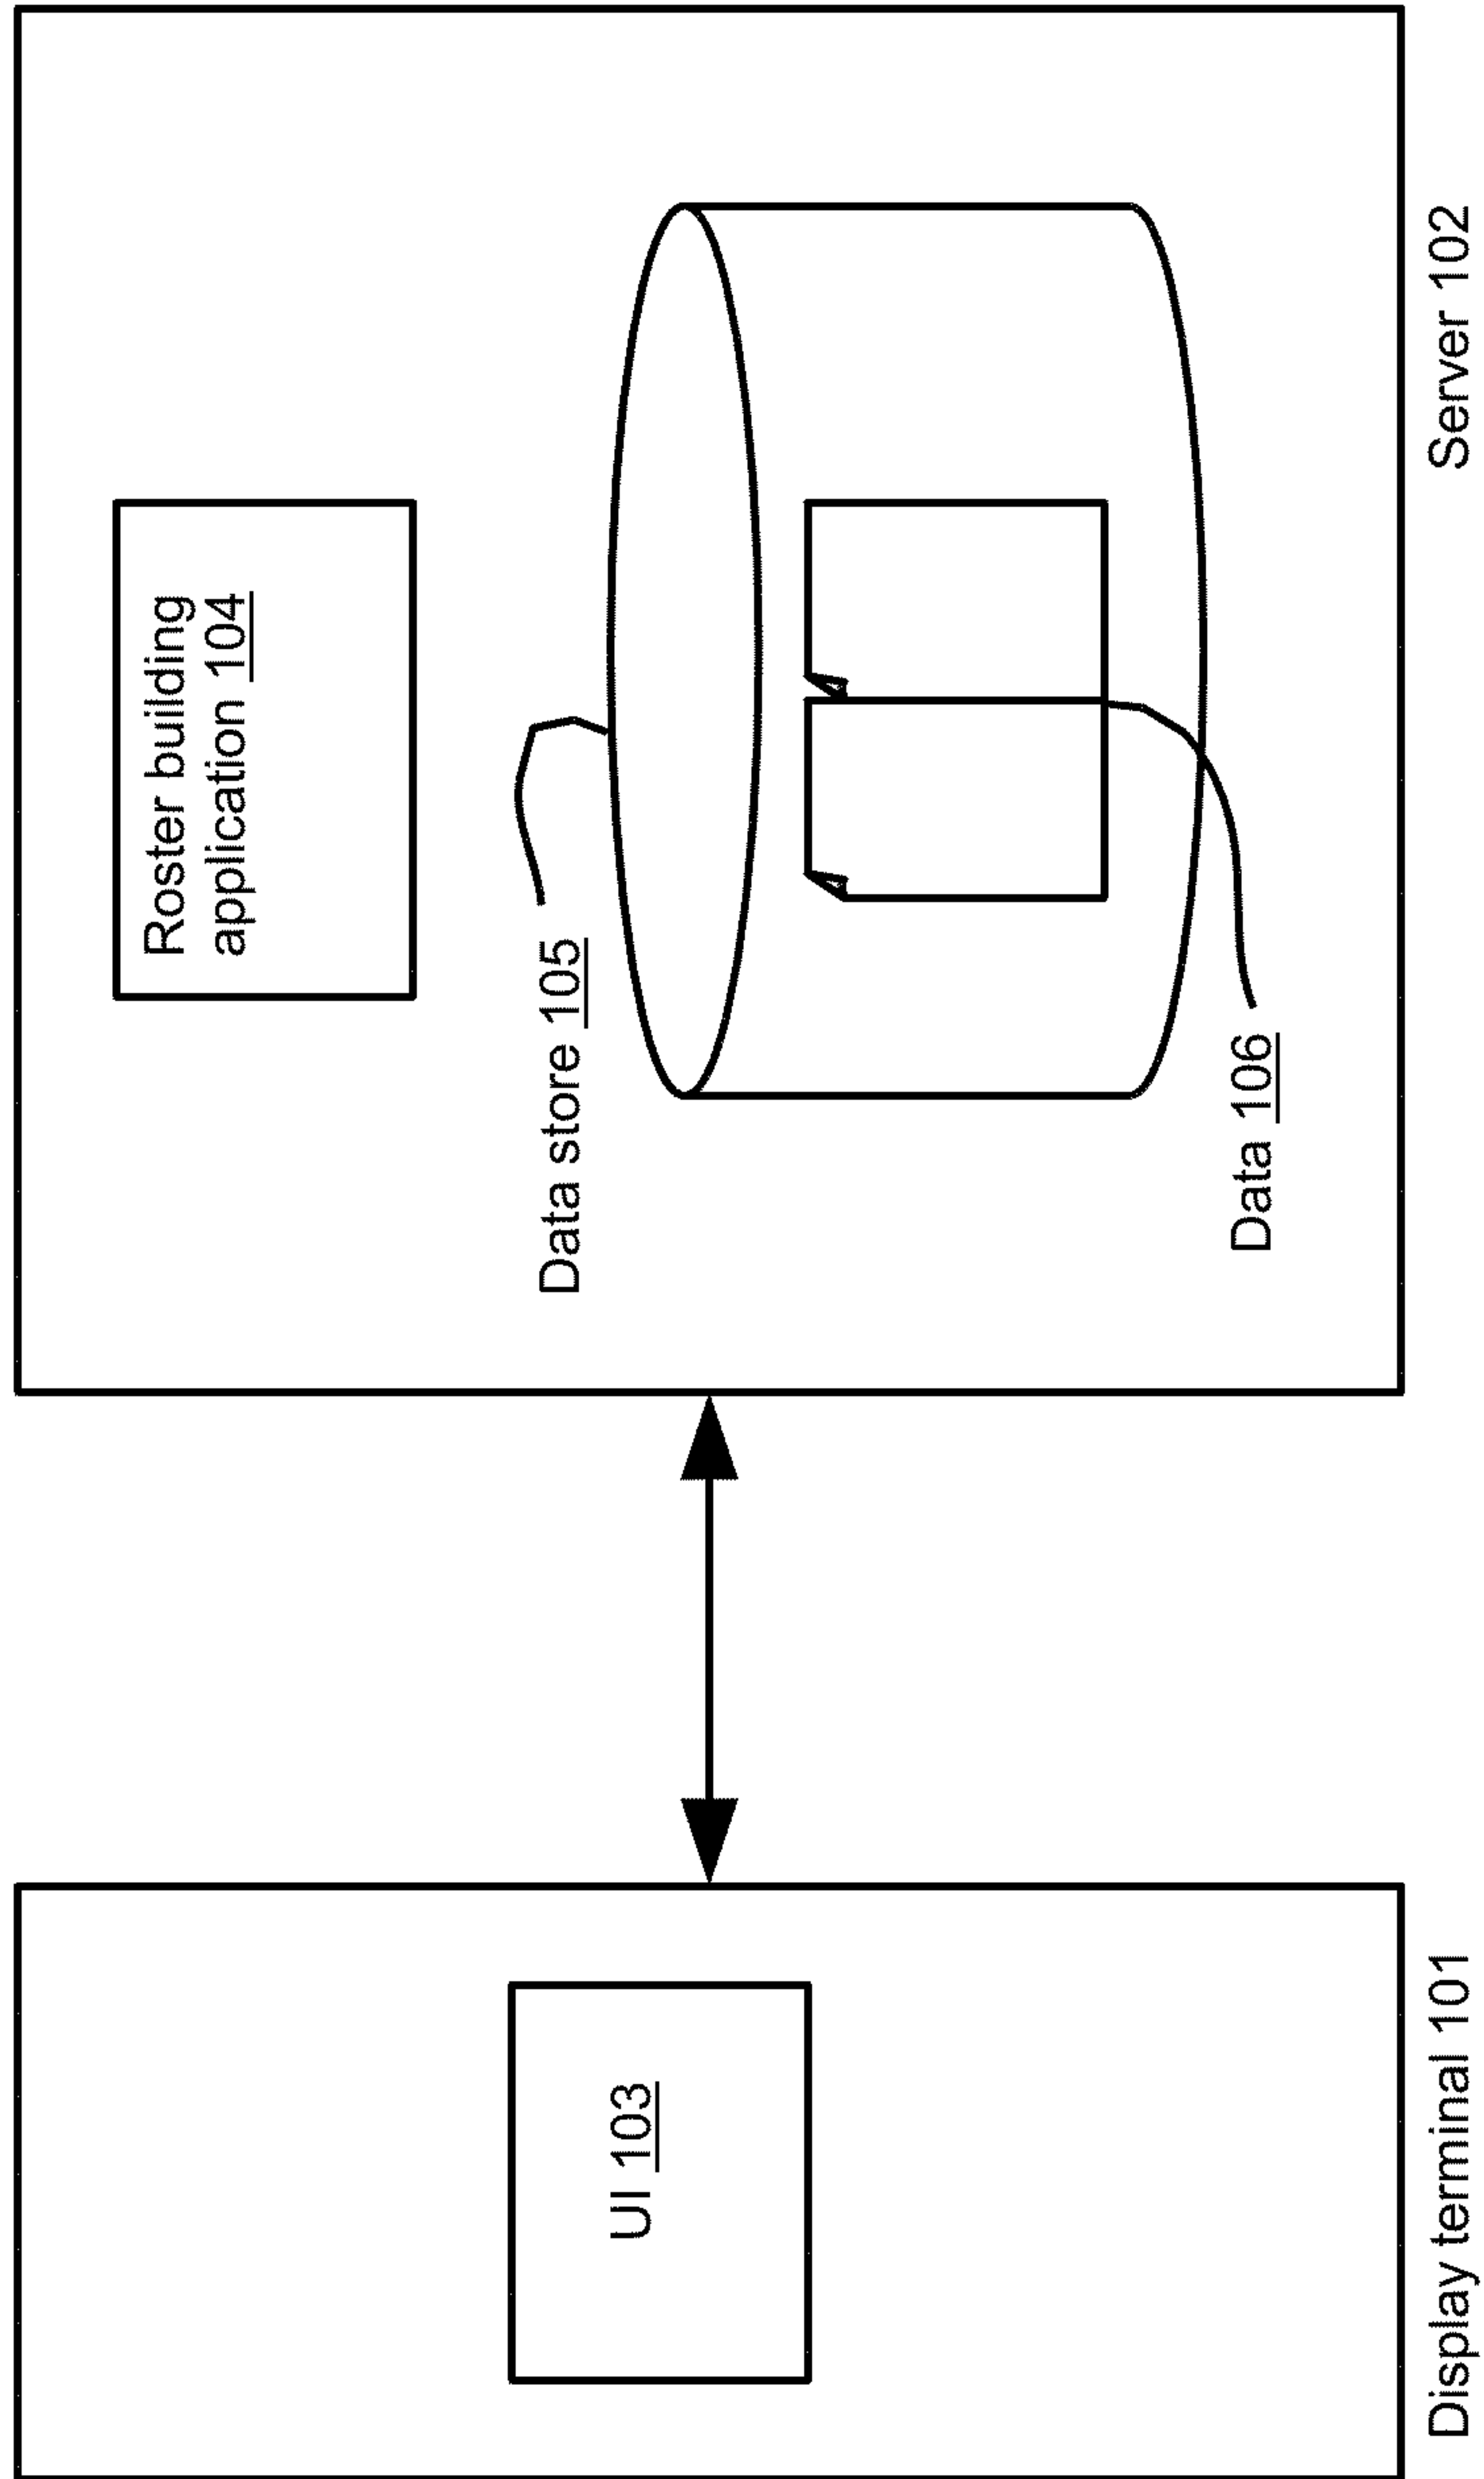 UI 103
Display terminal 101
Roster building
application 104
Data store 105
Data 106
Server 102